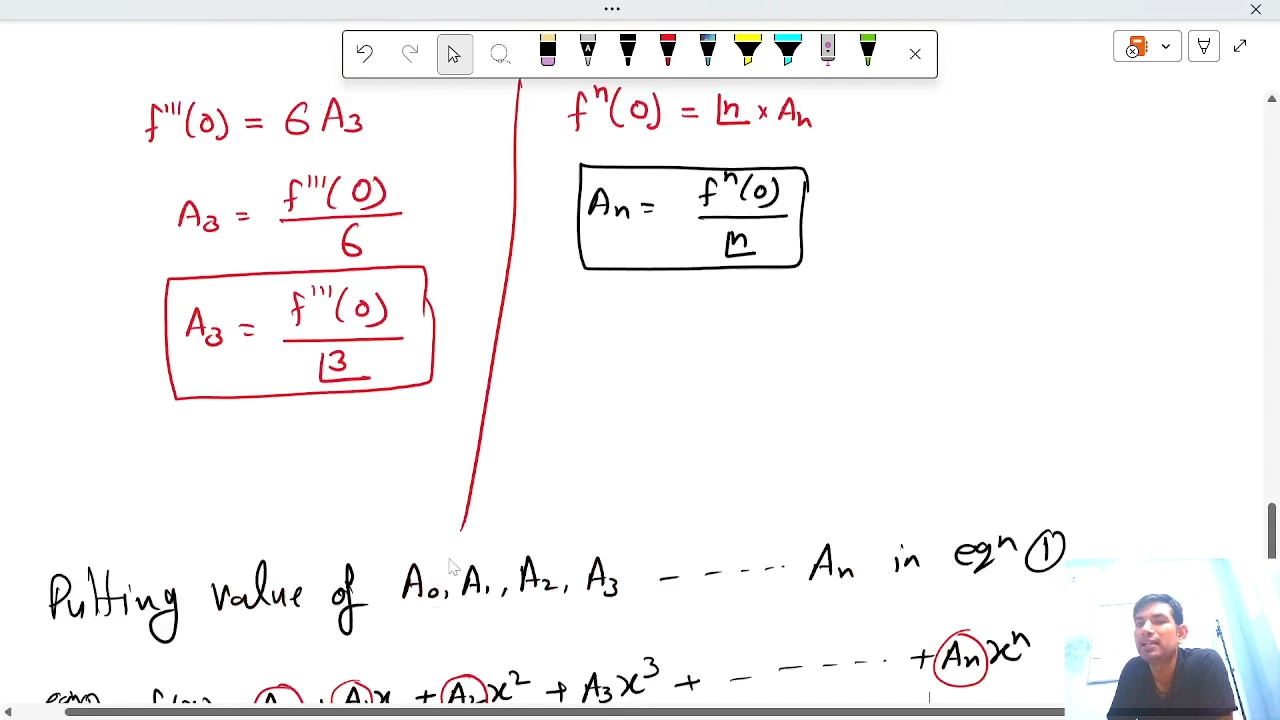 f'''(0) = 6 A₃
A₃ = f'''(0) / 6
A₃ = f'''(0) / |3
fⁿ(0) = |n × Aₙ
Aₙ = fⁿ(0) / |n
Putting value of A₀, A₁, A₂, A₃ ------ Aₙ in eqⁿ ①
x² + A₃x³ + ------ + Aₙxⁿ